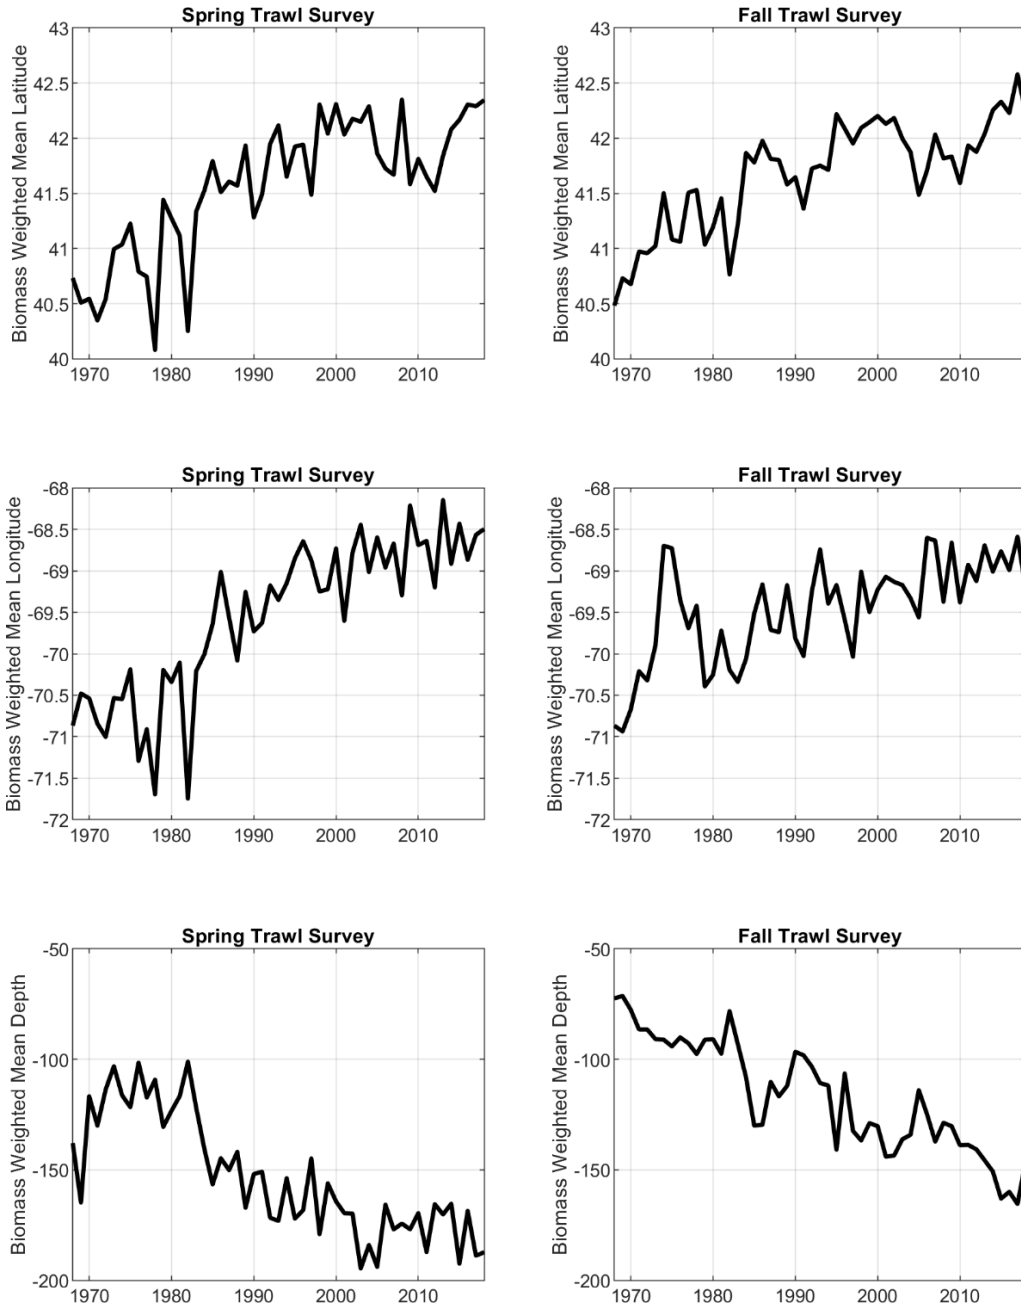 Spring Trawl Survey
Biomass Weighted Mean Latitude
43
42.5
42
41.5
41
40.5
40
1970 1980 1990 2000 2010
Fall Trawl Survey
Biomass Weighted Mean Latitude
43
42.5
42
41.5
41
40.5
40
1970 1980 1990 2000 2010
Spring Trawl Survey
Biomass Weighted Mean Longitude
-68
-68.5
-69
-69.5
-70
-70.5
-71
-71.5
-72
1970 1980 1990 2000 2010
Fall Trawl Survey
Biomass Weighted Mean Longitude
-68
-68.5
-69
-69.5
-70
-70.5
-71
-71.5
-72
1970 1980 1990 2000 2010
Spring Trawl Survey
Biomass Weighted Mean Depth
-50
-100
-150
-200
1970 1980 1990 2000 2010
Fall Trawl Survey
Biomass Weighted Mean Depth
-50
-100
-150
-200
1970 1980 1990 2000 2010